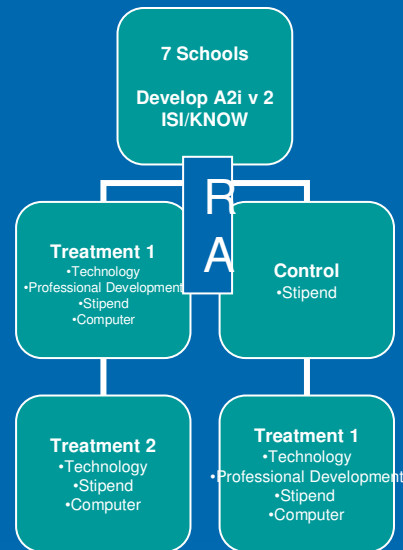 7 Schools
Develop A2i v 2
ISI/KNOW
R
A
Treatment 1
•Technology
•Professional Development
•Stipend
•Computer
Control
•Stipend
Treatment 2
•Technology
•Stipend
•Computer
Treatment 1
•Technology
•Professional Development
•Stipend
•Computer